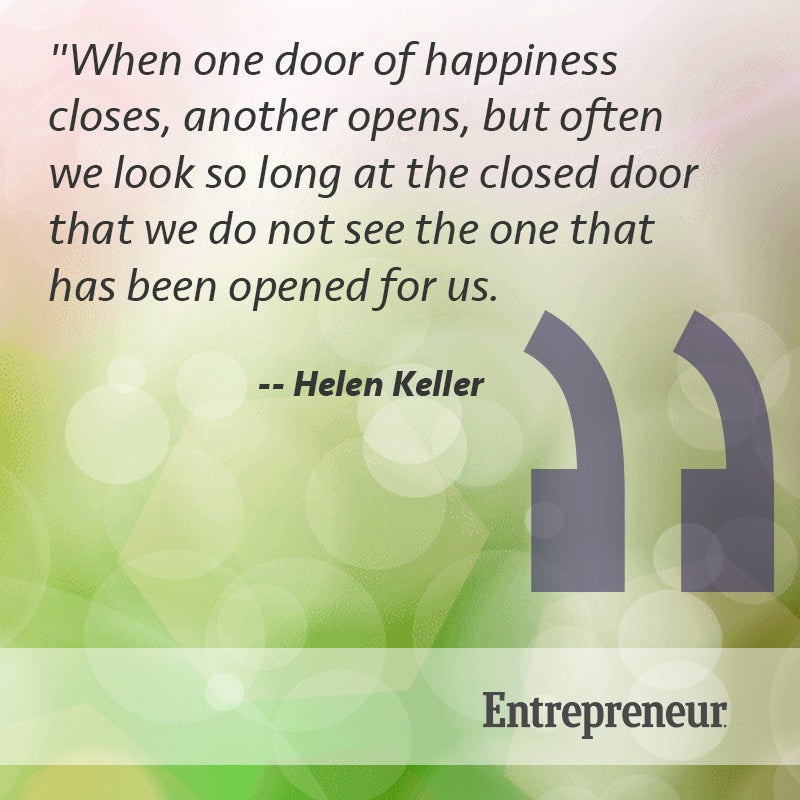 "When one door of happiness
closes, another opens, but often
we look so long at the closed door
that we do not see the one that
has been opened for us.
-- Helen Keller
Entrepreneur.